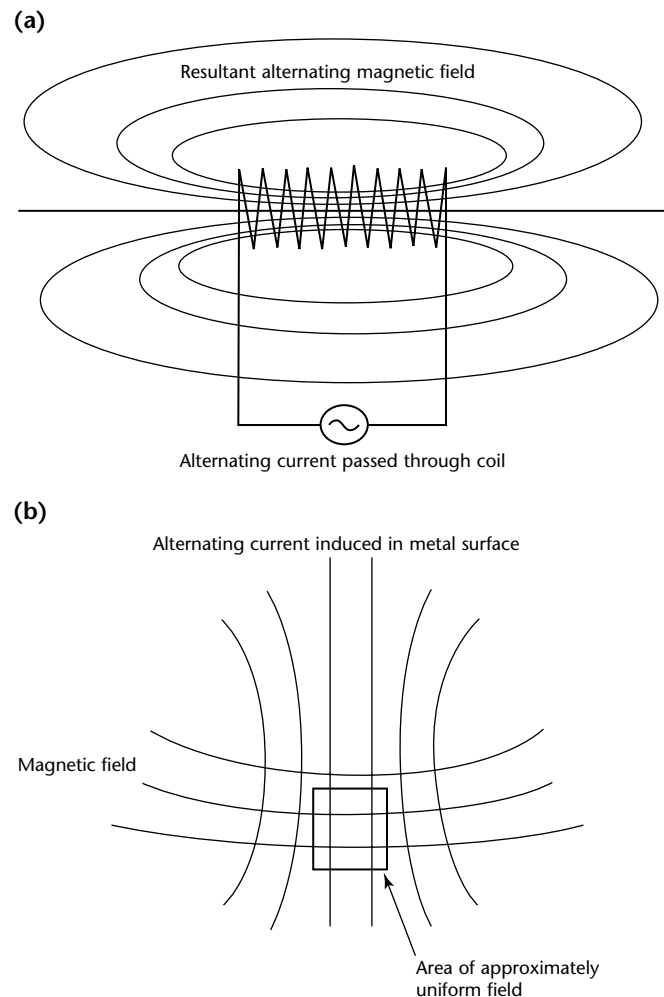 (a)
Resultant alternating magnetic field
Alternating current passed through coil
(b)
Alternating current induced in metal surface
Magnetic field
Area of approximately
uniform field